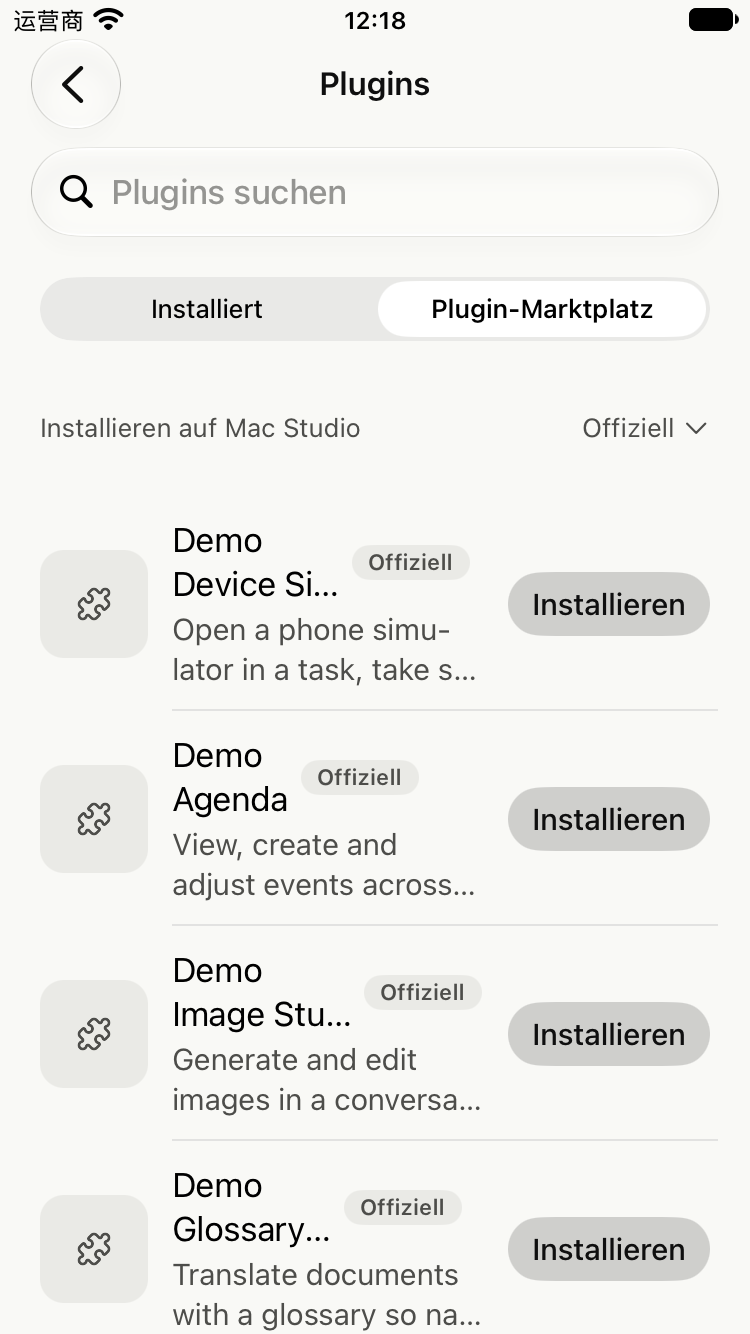 运营商
12:18
Plugins
Plugins suchen
Installiert
Plugin-Marktplatz
Installieren auf Mac Studio
Offiziell
Demo
Device Si...
Offiziell
Open a phone simu-
lator in a task, take s...
Installieren
Demo
Agenda
Offiziell
View, create and
adjust events across...
Installieren
Demo
Image Stu...
Offiziell
Generate and edit
images in a conversa...
Installieren
Demo
Glossary...
Offiziell
Translate documents
with a glossary so na...
Installieren